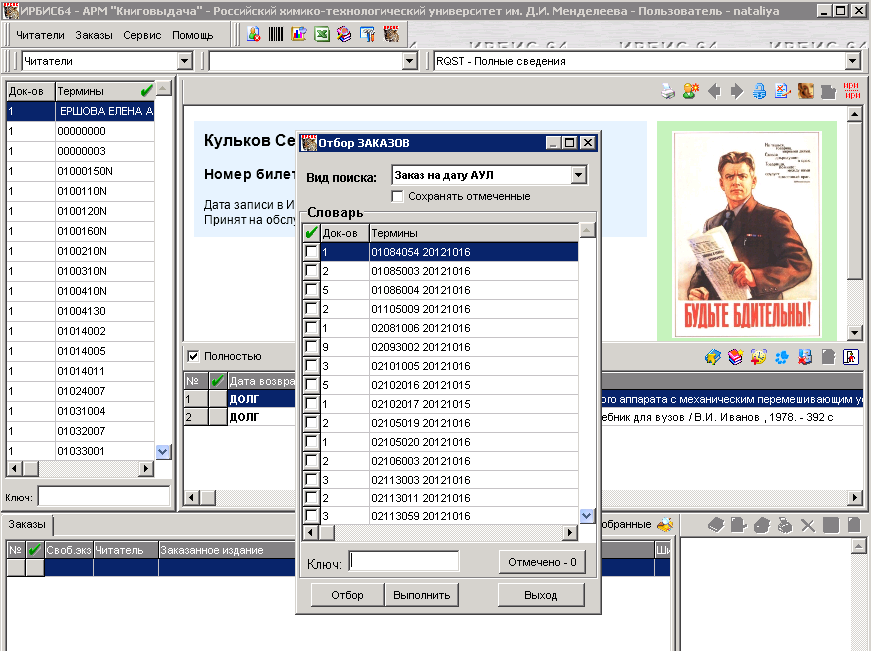 ИРБИС64 - АРМ "Книговыдача" - Российский химико-технологический университет им. Д.И. Менделеева - Пользователь - nataliya
Читатели Заказы Сервис Помощь
Читатели
RQST - Полные сведения
Док-ов Термины
1 ЕРШОВА ЕЛЕНА А
1 00000000
1 00000003
1 01000150N
1 0100110N
1 0100120N
1 0100160N
1 0100210N
1 0100310N
1 0100410N
1 01004130
1 01014002
1 01014005
1 01014011
1 01024007
1 01031004
1 01032007
1 01033001
Ключ:
Кульков Се
Номер билет
Дата записи в И
Принят на обслу
БУДЬТЕ БДИТЕЛЬНЫ!
Полностью
№ Дата возвра
1 ДОЛГ ого аппарата с механическим перемешивающим ус
2 ДОЛГ ебник для вузов / В.И. Иванов , 1978. - 392 с
Отбор ЗАКАЗОВ
Вид поиска: Заказ на дату АУЛ
Сохранять отмеченные
Словарь
Док-ов Термины
1 01084054 20121016
2 01085003 20121016
5 01086004 20121016
2 01105009 20121016
1 02081006 20121016
9 02093002 20121016
3 02101005 20121016
5 02102016 20121015
1 02102017 20121015
2 02105019 20121016
1 02105020 20121016
2 02106003 20121016
3 02113003 20121016
2 02113011 20121016
3 02113059 20121016
Ключ:
Отмечено - 0
Отбор Выполнить Выход
Заказы
обранные
№ Своб.экз Читатель Заказанное издание Ши